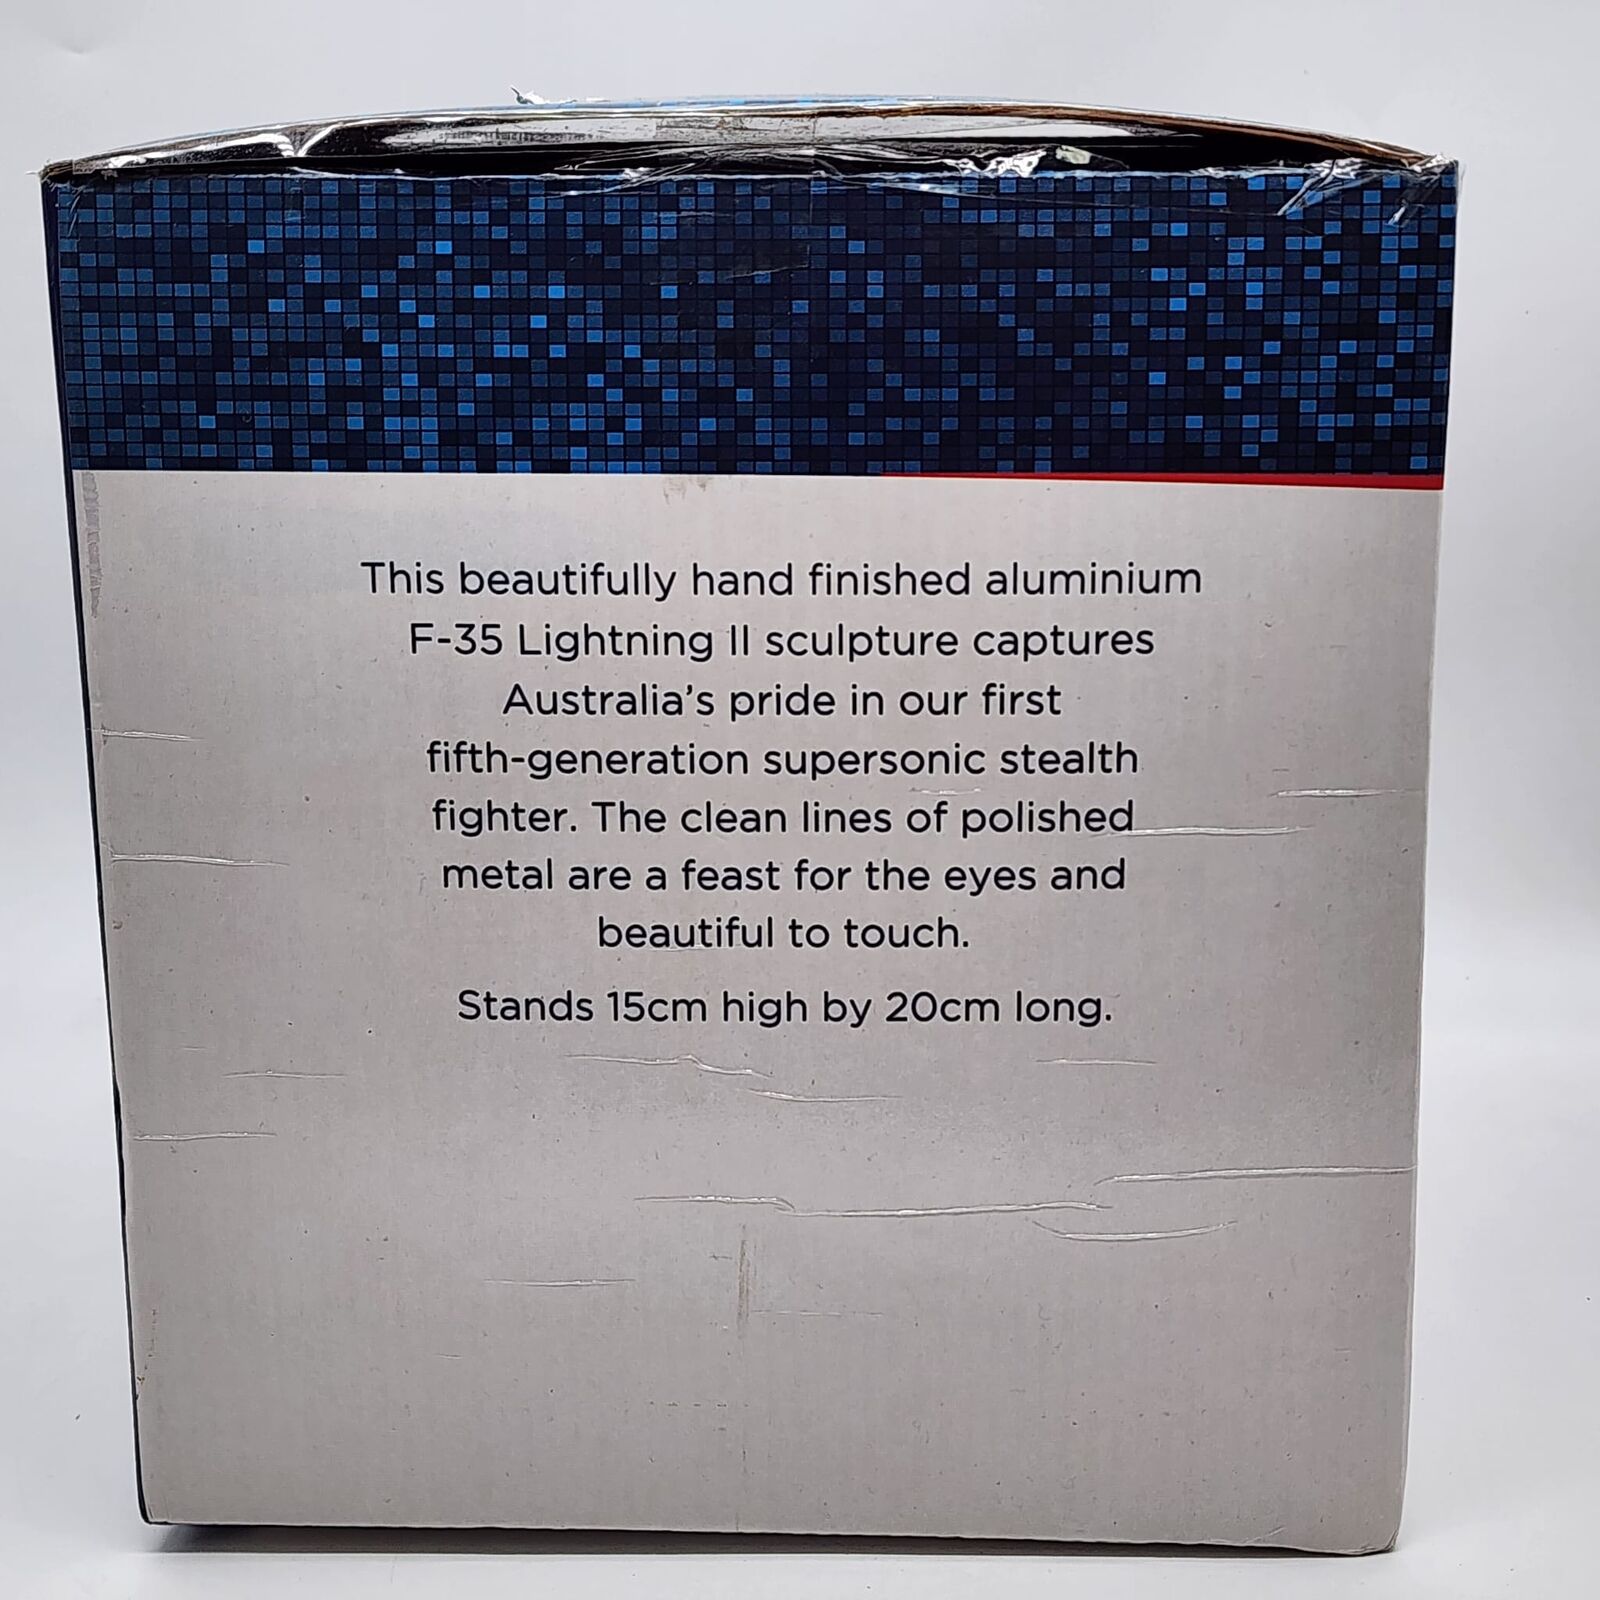 This beautifully hand finished aluminium
F-35 Lightning II sculpture captures
Australia’s pride in our first
fifth-generation supersonic stealth
fighter. The clean lines of polished
metal are a feast for the eyes and
beautiful to touch.
Stands 15cm high by 20cm long.